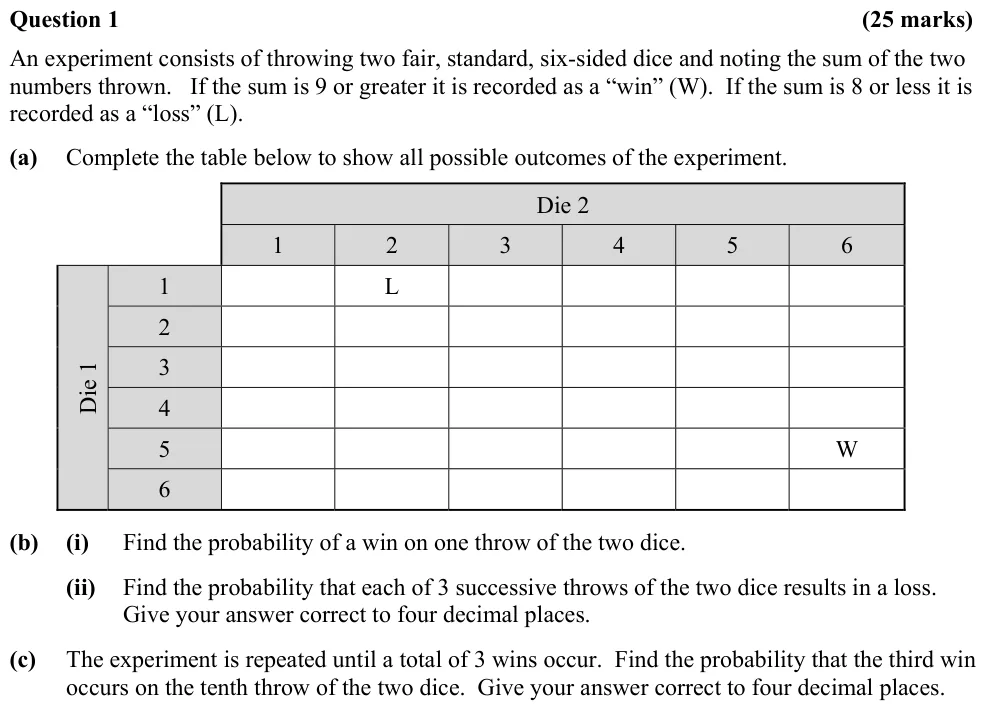 Question 1 (25 marks)
An experiment consists of throwing two fair, standard, six-sided dice and noting the sum of the two
numbers thrown. If the sum is 9 or greater it is recorded as a “win” (W). If the sum is 8 or less it is
recorded as a “loss” (L).
(a) Complete the table below to show all possible outcomes of the experiment.
Die 2
1 2 3 4 5 6
Die 1
1 L
2
3
4
5 W
6
(b) (i) Find the probability of a win on one throw of the two dice.
(ii) Find the probability that each of 3 successive throws of the two dice results in a loss.
Give your answer correct to four decimal places.
(c) The experiment is repeated until a total of 3 wins occur. Find the probability that the third win
occurs on the tenth throw of the two dice. Give your answer correct to four decimal places.